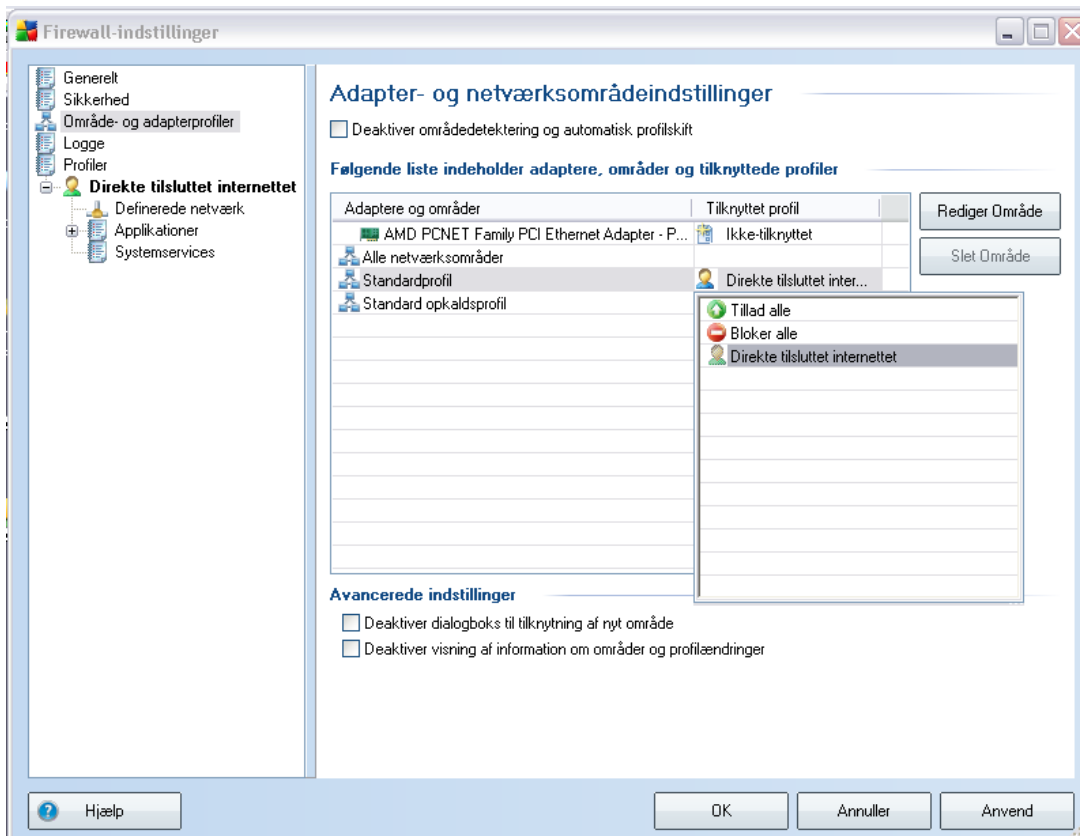 Firewall-indstillinger
Generelt
Sikkerhed
Område- og adapterprofiler
Logge
Profiler
Direkte tilsluttet internettet
Definerede netværk
Applikationer
Systemservices
Adapter- og netværksområdeindstillinger
Deaktiver områdedetektering og automatisk profilskift
Følgende liste indeholder adaptere, områder og tilknyttede profiler
Adaptere og områder Tilknyttet profil
AMD PCNET Family PCI Ethernet Adapter - P... Ikke-tilknyttet
Alle netværksområder
Standardprofil Direkte tilsluttet inter...
Standard opkaldsprofil
Tillad alle
Bloker alle
Direkte tilsluttet internettet
Rediger Område
Slet Område
Avancerede indstillinger
Deaktiver dialogboks til tilknytning af nyt område
Deaktiver visning af information om områder og profilændringer
Hjælp
OK
Annuller
Anvend